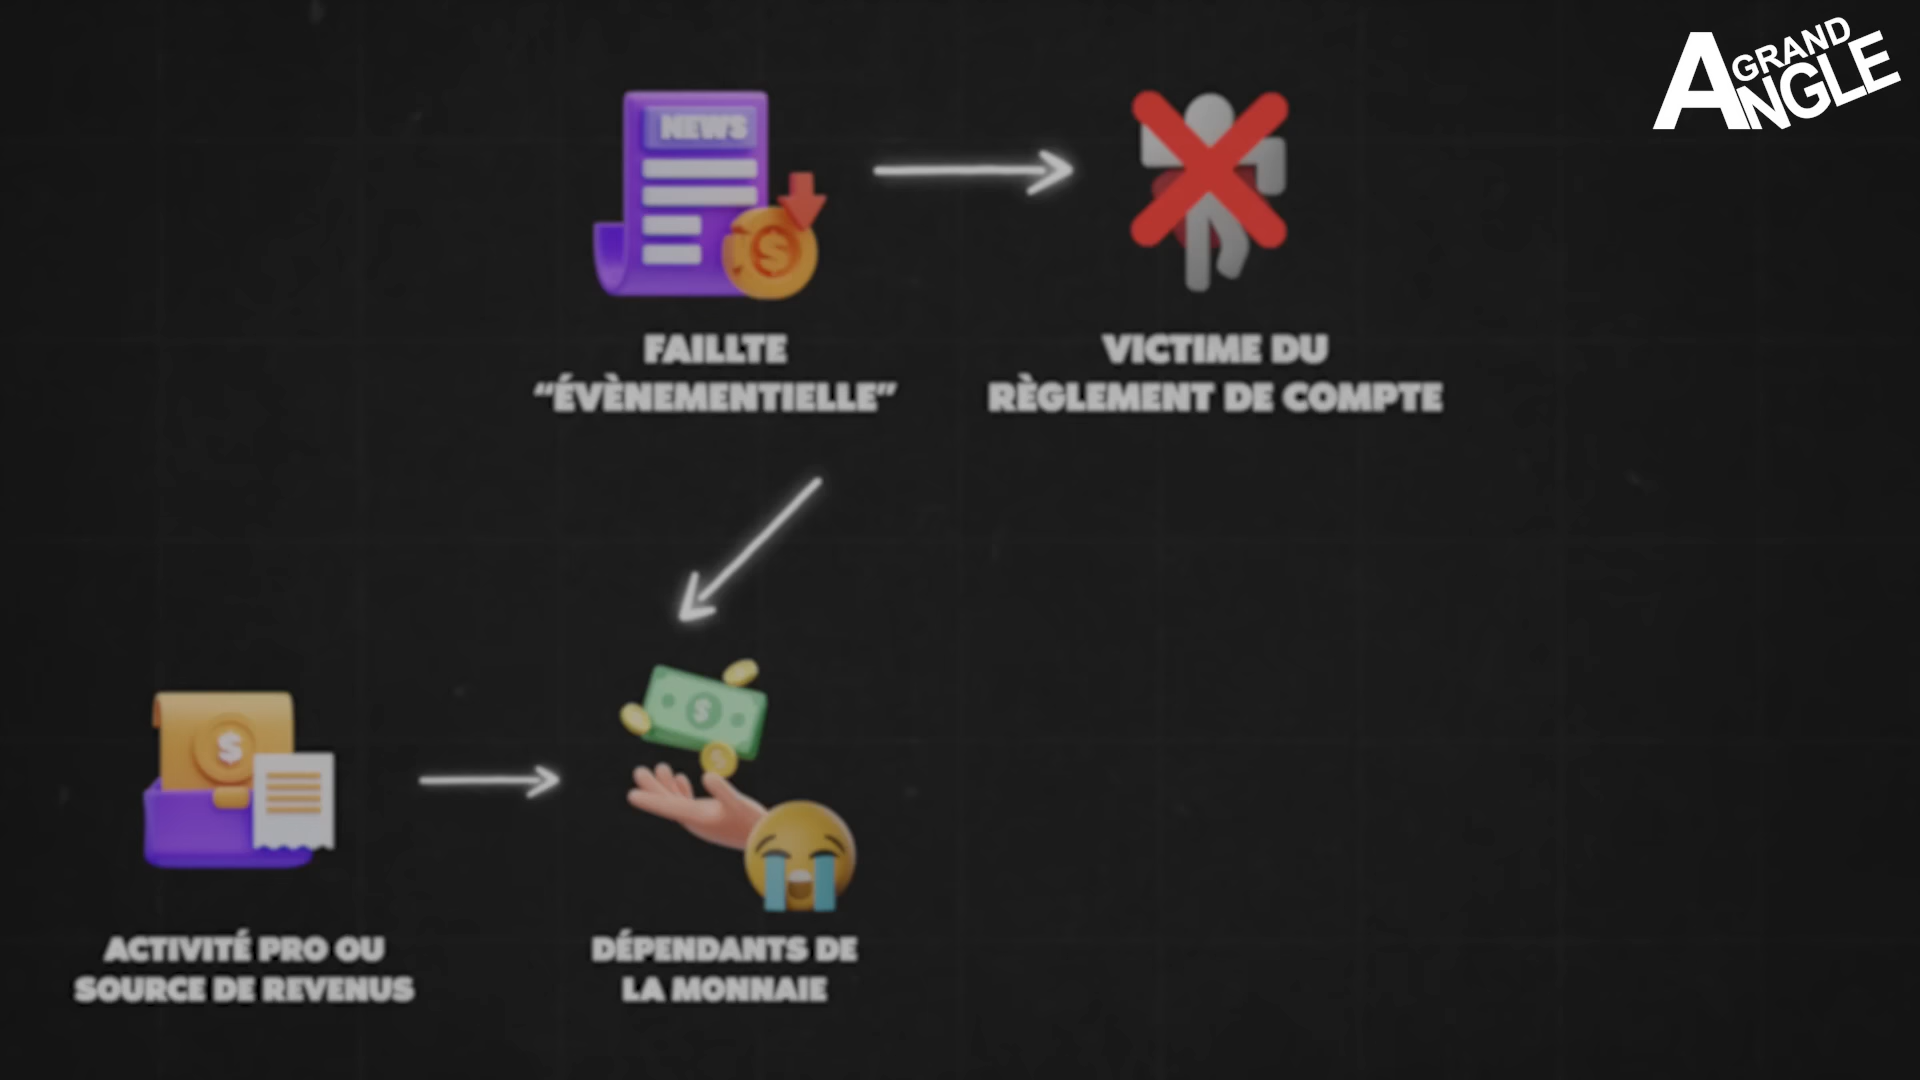 GRAND
ANGLE
NEWS
FAILLTE
“ÉVÈNEMENTIELLE”
VICTIME DU
RÈGLEMENT DE COMPTE
ACTIVITÉ PRO OU
SOURCE DE REVENUS
DÉPENDANTS DE
LA MONNAIE